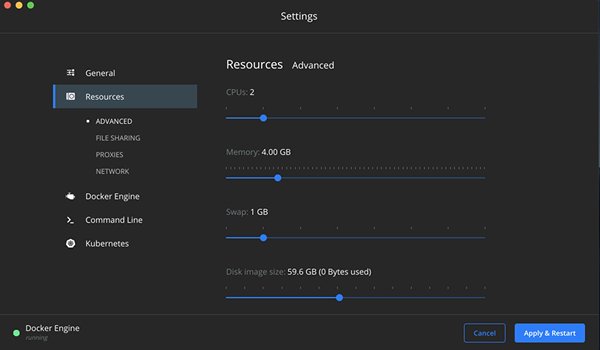 Settings
General
Resources
ADVANCED
FILE SHARING
PROXIES
NETWORK
Docker Engine
Command Line
Kubernetes
Resources Advanced
CPUs: 2
Memory: 4.00 GB
Swap: 1 GB
Disk image size: 59.6 GB (0 Bytes used)
Docker Engine
running
Cancel
Apply & Restart